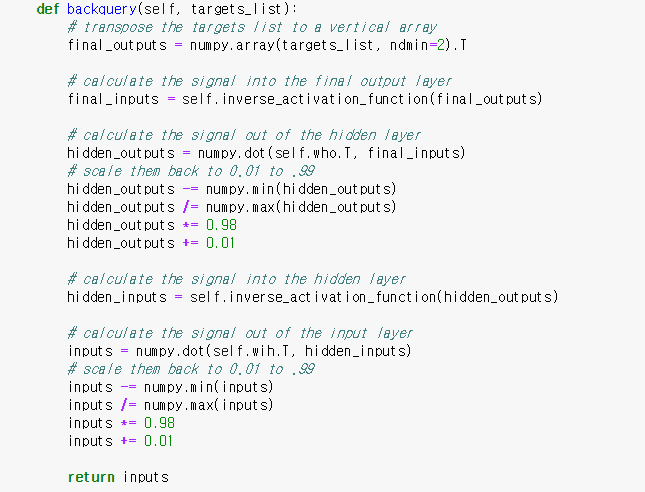 def backquery(self, targets_list):
# transpose the targets list to a vertical array
final_outputs = numpy.array(targets_list, ndmin=2).T
# calculate the signal into the final output layer
final_inputs = self.inverse_activation_function(final_outputs)
# calculate the signal out of the hidden layer
hidden_outputs = numpy.dot(self.who.T, final_inputs)
# scale them back to 0.01 to .99
hidden_outputs -= numpy.min(hidden_outputs)
hidden_outputs /= numpy.max(hidden_outputs)
hidden_outputs *= 0.98
hidden_outputs += 0.01
# calculate the signal into the hidden layer
hidden_inputs = self.inverse_activation_function(hidden_outputs)
# calculate the signal out of the input layer
inputs = numpy.dot(self.wih.T, hidden_inputs)
# scale them back to 0.01 to .99
inputs -= numpy.min(inputs)
inputs /= numpy.max(inputs)
inputs *= 0.98
inputs += 0.01
return inputs